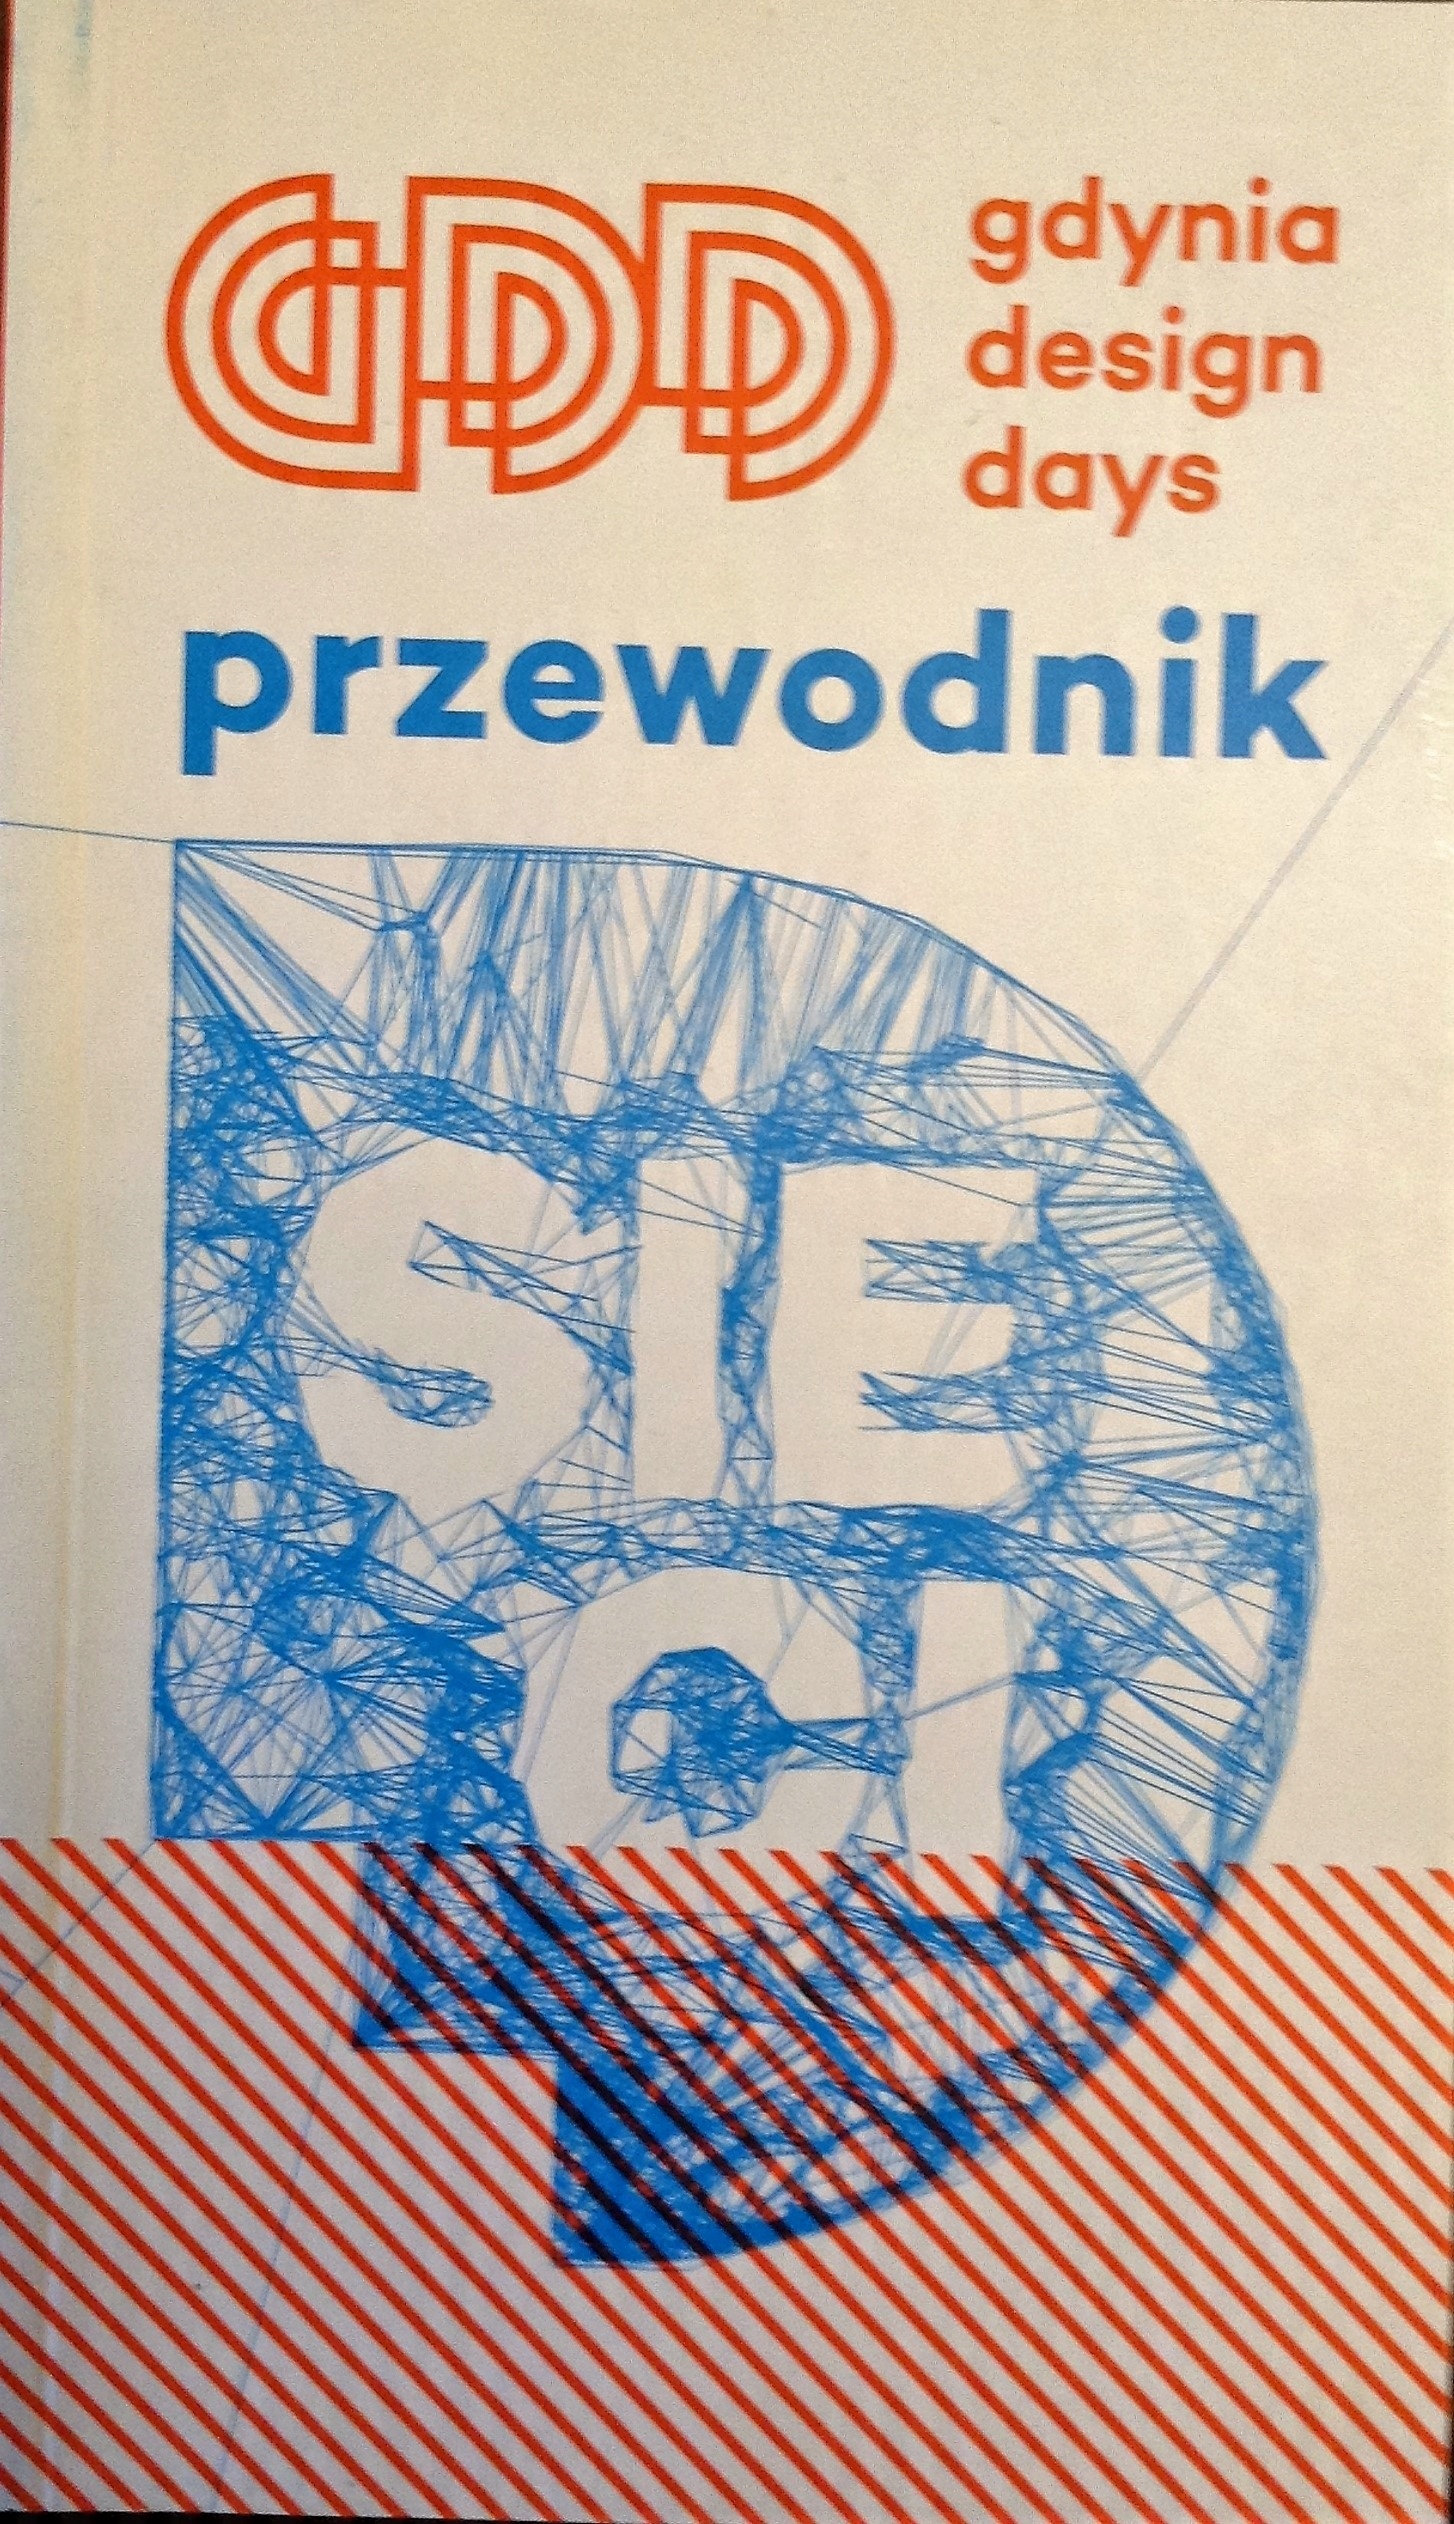 GDD
gdynia
design
days
przewodnik
SIE
CI